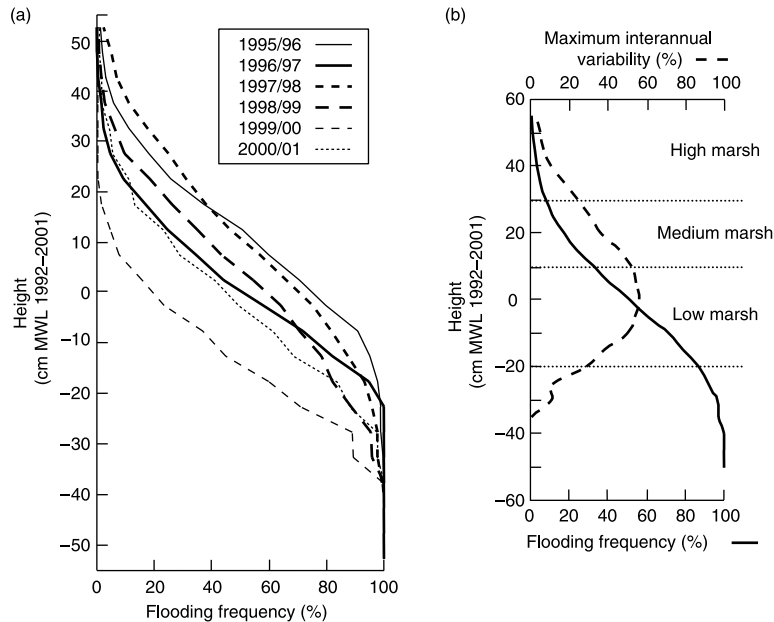 (a)
50
40
30
20
10
0
−10
−20
−30
−40
−50
Height
(cm MWL 1992–2001)
1995/96
1996/97
1997/98
1998/99
1999/00
2000/01
0 20 40 60 80 100
Flooding frequency (%)
(b)
Maximum interannual
variability (%)
0 20 40 60 80 100
60
40
20
0
−20
−40
−60
Height
(cm MWL 1992–2001)
High marsh
Medium marsh
Low marsh
0 20 40 60 80 100
Flooding frequency (%)